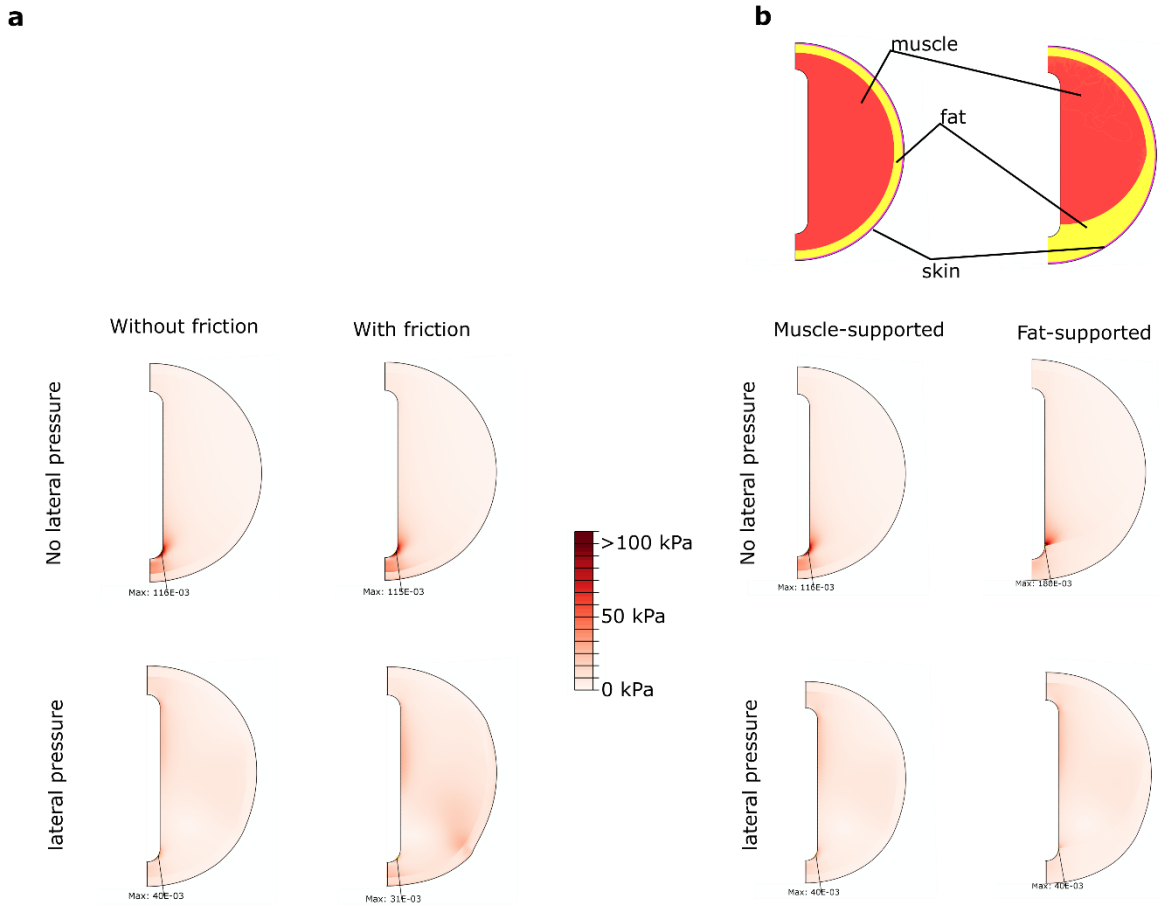 a
b
muscle
fat
skin
Without friction
With friction
Muscle-supported
Fat-supported
No lateral pressure
No lateral pressure
>100 kPa
50 kPa
0 kPa
Max: 116E-03
Max: 115E-03
Max: 116E-03
Max: 188E-03
lateral pressure
lateral pressure
Max: 40E-03
Max: 31E-03
Max: 40E-03
Max: 40E-03